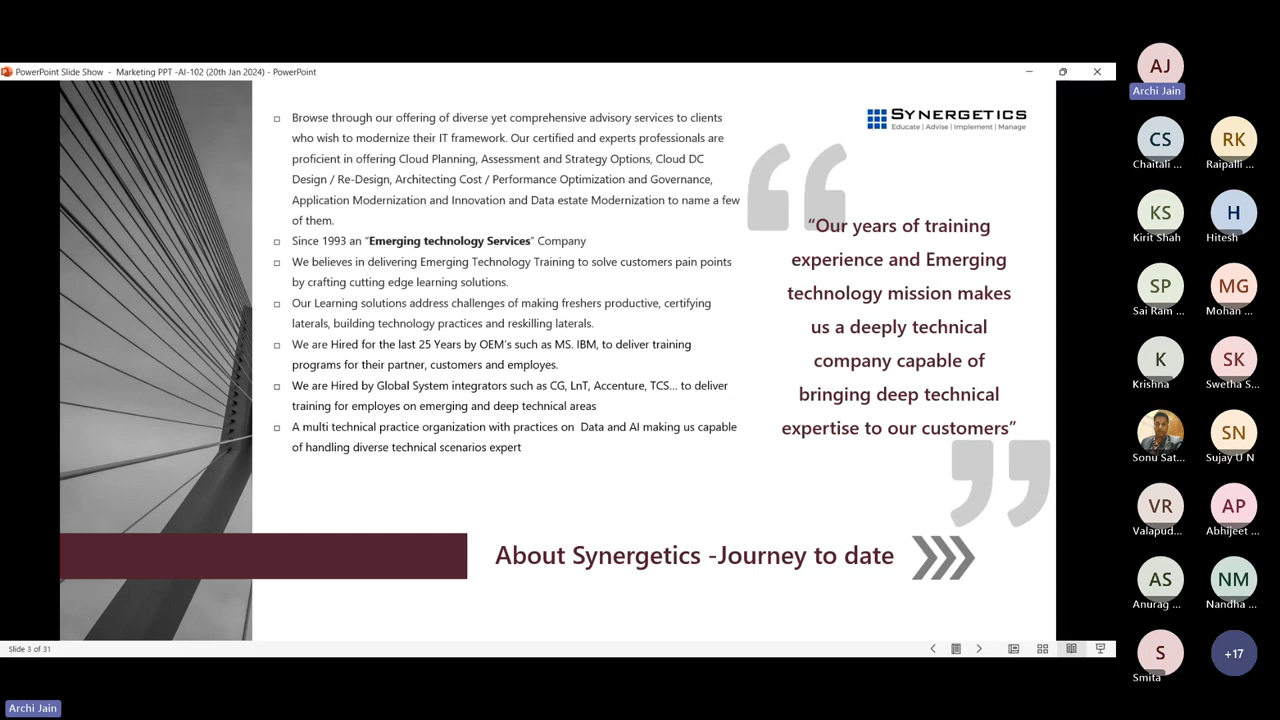 PowerPoint Slide Show - Marketing PPT -AI-102 (20th Jan 2024) - PowerPoint
Browse through our offering of diverse yet comprehensive advisory services to clients
who wish to modernize their IT framework. Our certified and experts professionals are
proficient in offering Cloud Planning, Assessment and Strategy Options, Cloud DC
Design / Re-Design, Architecting Cost / Performance Optimization and Governance,
Application Modernization and Innovation and Data estate Modernization to name a few
of them.
Since 1993 an “Emerging technology Services” Company
We believes in delivering Emerging Technology Training to solve customers pain points
by crafting cutting edge learning solutions.
Our Learning solutions address challenges of making freshers productive, certifying
laterals, building technology practices and reskilling laterals.
We are Hired for the last 25 Years by OEM’s such as MS. IBM, to deliver training
programs for their partner, customers and employes.
We are Hired by Global System integrators such as CG, LnT, Accenture, TCS... to deliver
training for employes on emerging and deep technical areas
A multi technical practice organization with practices on Data and AI making us capable
of handling diverse technical scenarios expert
SYNERGETICS
Educate | Advise | Implement | Manage
“Our years of training
experience and Emerging
technology mission makes
us a deeply technical
company capable of
bringing deep technical
expertise to our customers”
About Synergetics -Journey to date
Slide 3 of 31
AJ
Archi Jain
CS
Chaitali ...
RK
Raipalli ...
KS
Kirit Shah
H
Hitesh
SP
Sai Ram ...
MG
Mohan ...
K
Krishna
SK
Swetha S...
Sonu Sat...
SN
Sujay U N
VR
Valapud...
AP
Abhijeet ...
AS
Anurag ...
NM
Nandha ...
S
Smita
+17
Archi Jain